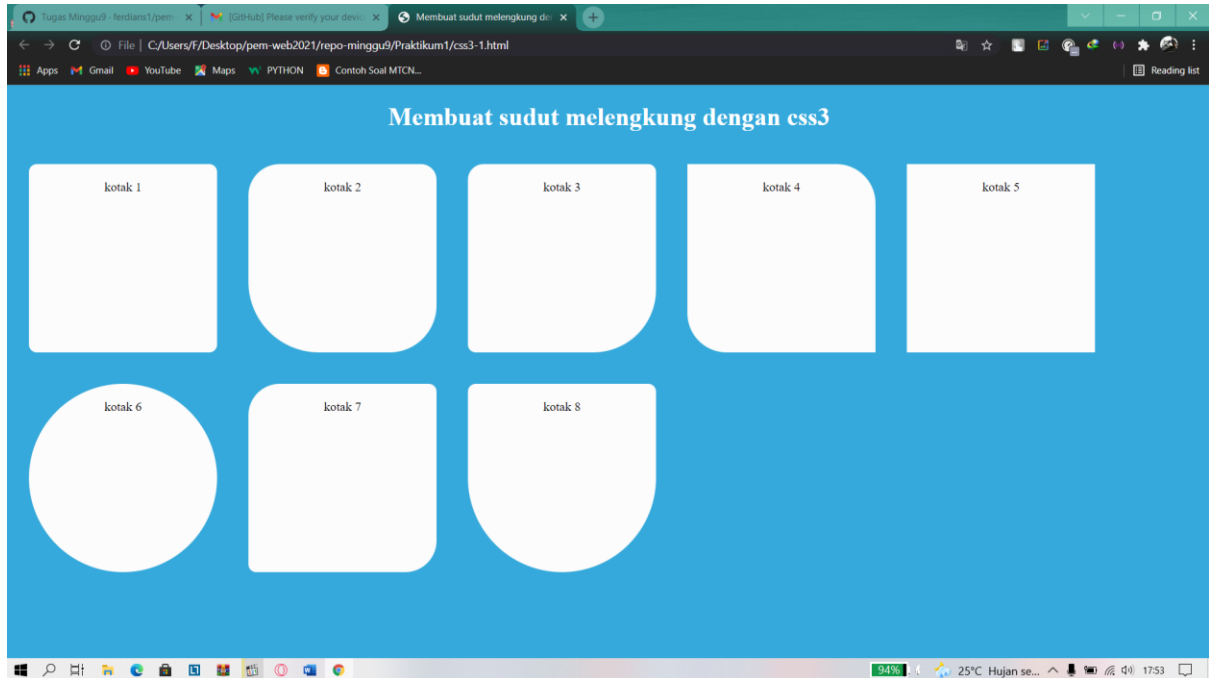 Tugas Minggu9 - ferdians1/pem
[GitHub] Please verify your devic
Membuat sudut melengkung de
File | C:/Users/F/Desktop/pem-web2021/repo-minggu9/Praktikum1/css3-1.html
Apps Gmail YouTube Maps PYTHON Contoh Soal MTCN... Reading list
Membuat sudut melengkung dengan css3
kotak 1 kotak 2 kotak 3 kotak 4 kotak 5
kotak 6 kotak 7 kotak 8
94% 25°C Hujan se... 17:53